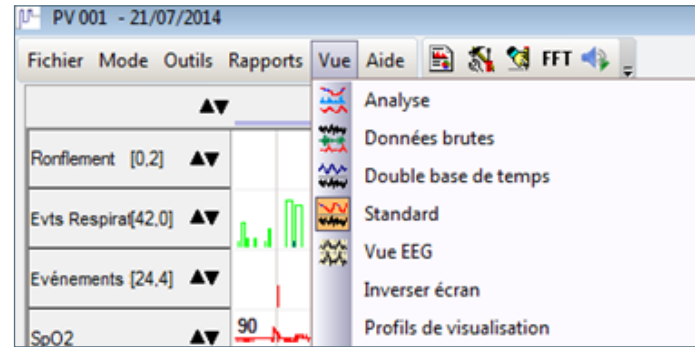 PV 001 - 21/07/2014
Fichier Mode Outils Rapports Vue Aide FFT
Analyse
Données brutes
Ronflement [0,2]
Double base de temps
Evts Respirat[42,0]
Standard
Vue EEG
Evénements [24,4]
Inverser écran
SpO2
90
Profils de visualisation